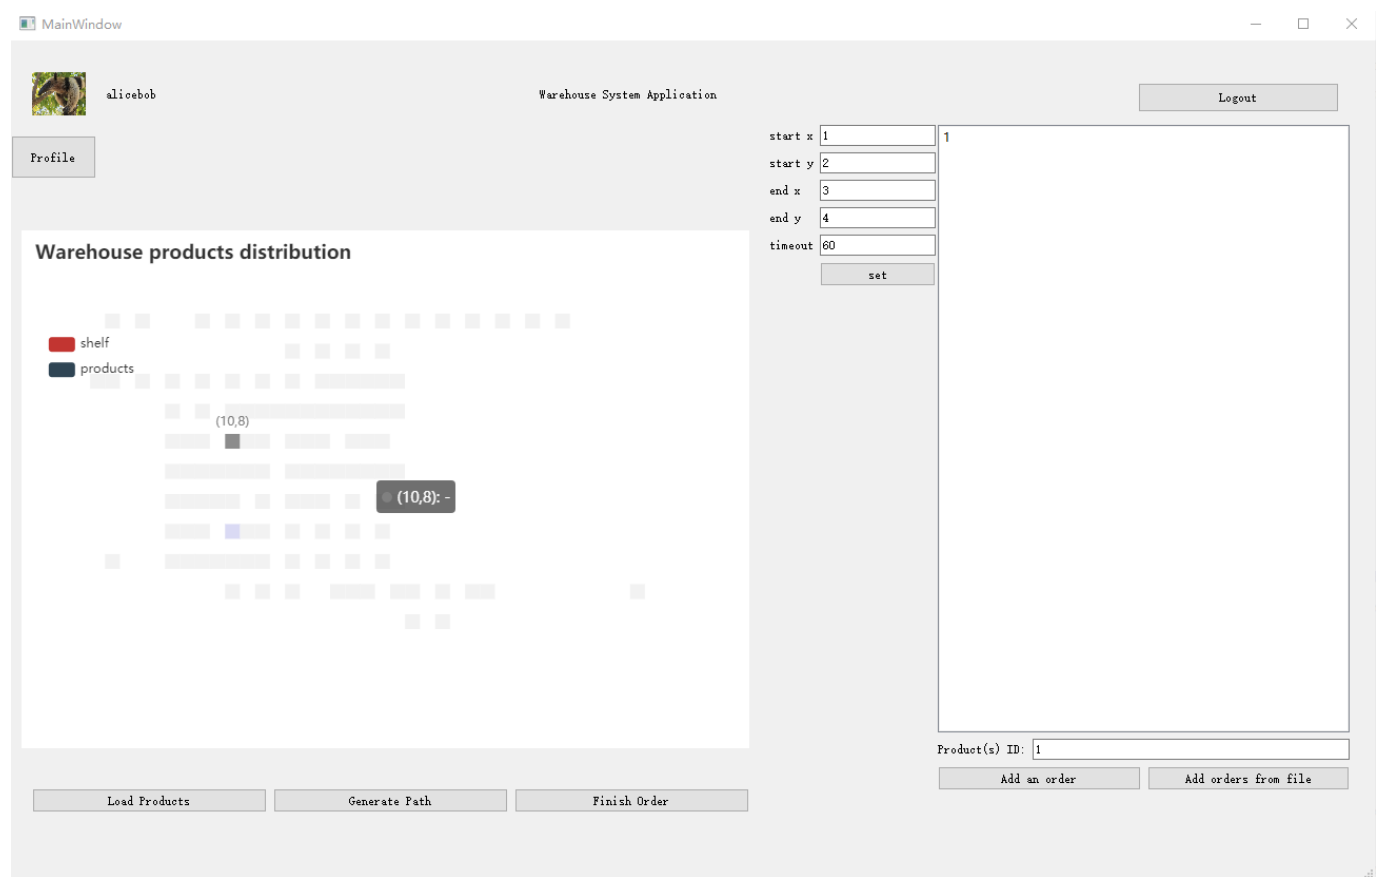 MainWindow
alicebob
Warehouse System Application
Logout
Profile
start x 1
start y 2
end x 3
end y 4
timeout 60
set
1
Warehouse products distribution
shelf
products
(10,8)
(10,8): -
Product(s) ID: 1
Add an order
Add orders from file
Load Products
Generate Path
Finish Order